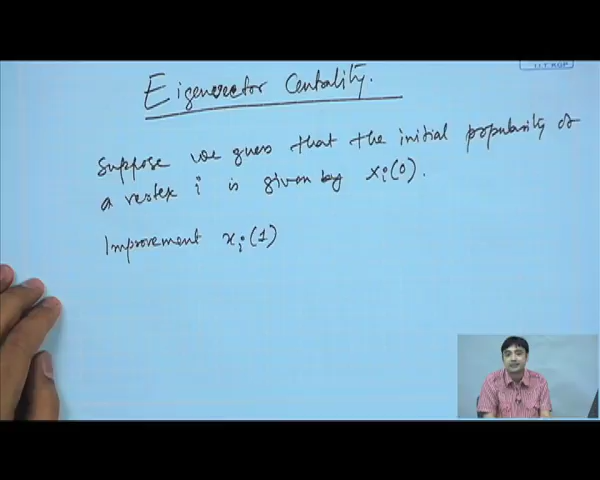 Eigenvector Centrality.
Suppose we guess that the initial popularity of
a vertex i is given by xᵢ(0).
Improvement xᵢ(1)